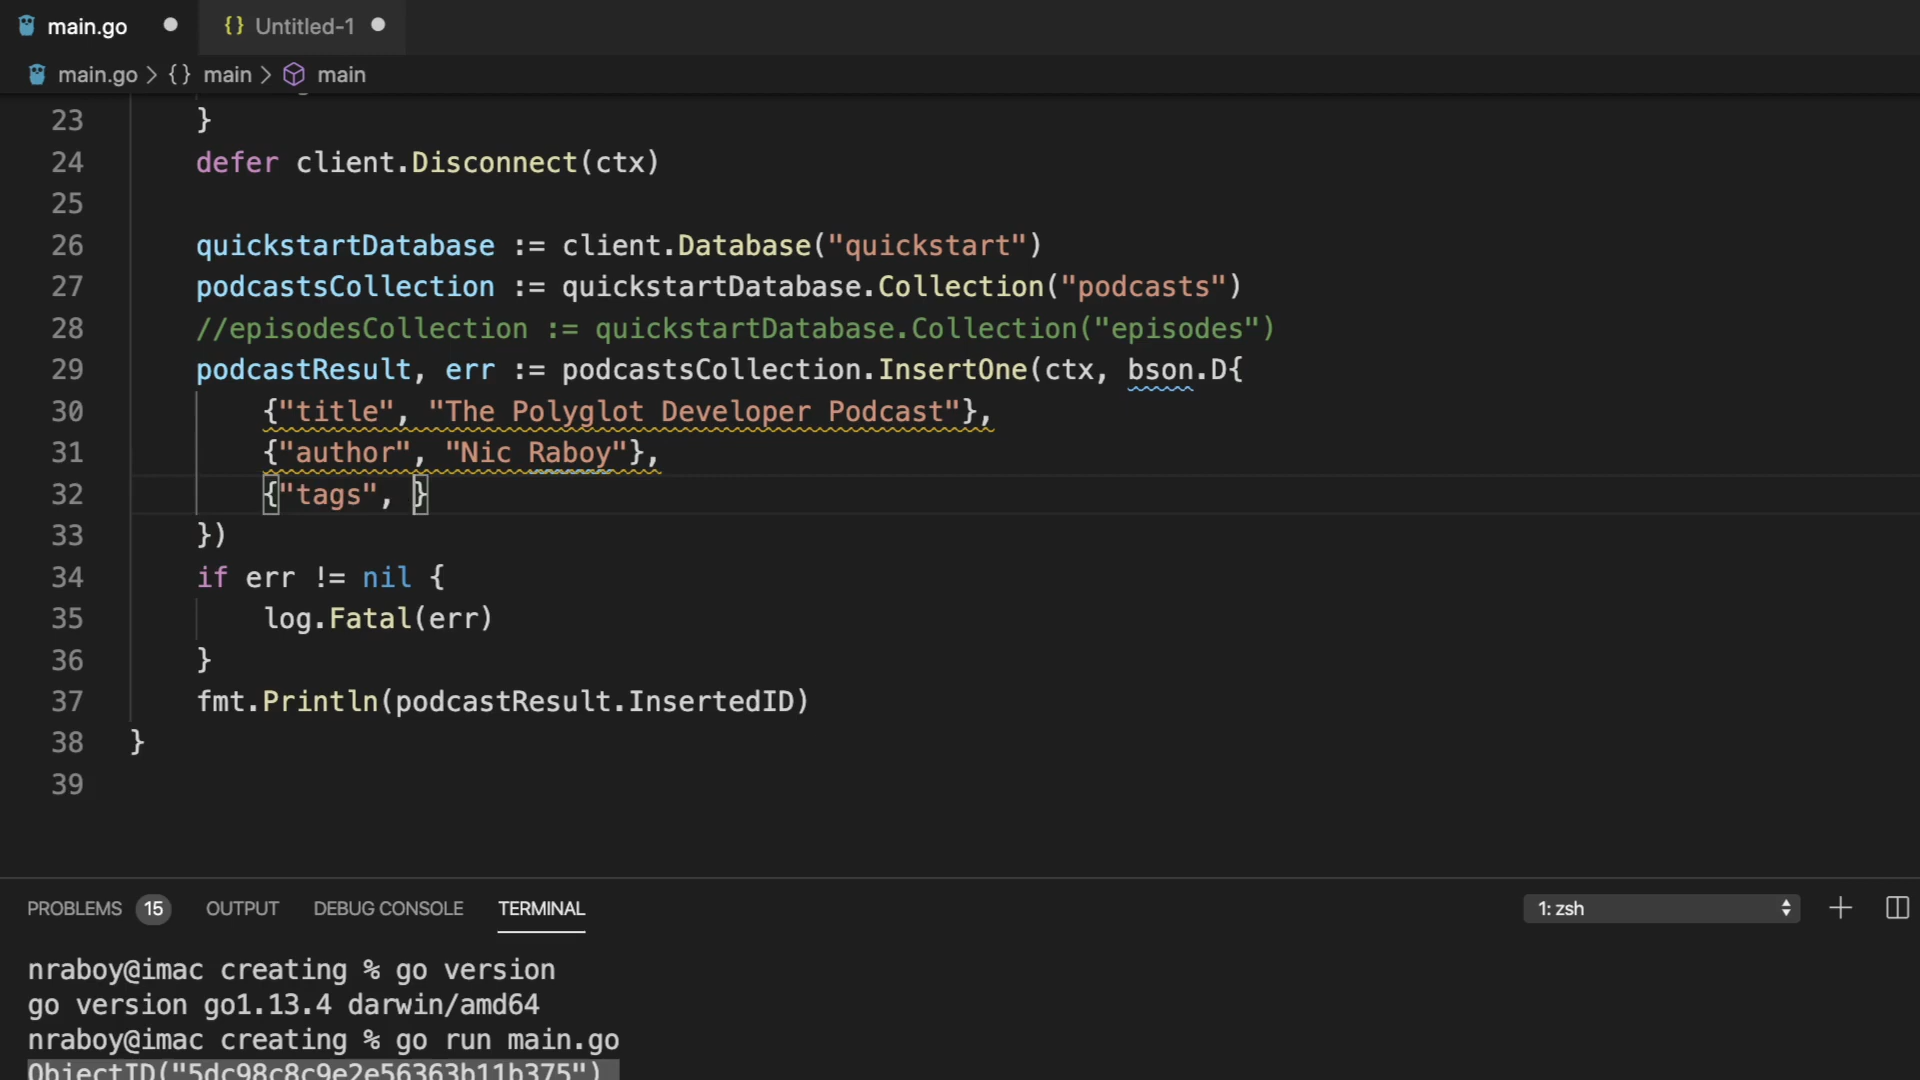 main.go
{} Untitled-1
main.go > {} main > main
23 }
24 defer client.Disconnect(ctx)
25
26 quickstartDatabase := client.Database("quickstart")
27 podcastsCollection := quickstartDatabase.Collection("podcasts")
28 //episodesCollection := quickstartDatabase.Collection("episodes")
29 podcastResult, err := podcastsCollection.InsertOne(ctx, bson.D{
30 {"title", "The Polyglot Developer Podcast"},
31 {"author", "Nic Raboy"},
32 {"tags", }
33 })
34 if err != nil {
35 log.Fatal(err)
36 }
37 fmt.Println(podcastResult.InsertedID)
38 }
39
PROBLEMS 15 OUTPUT DEBUG CONSOLE TERMINAL 1: zsh
nraboy@imac creating % go version
go version go1.13.4 darwin/amd64
nraboy@imac creating % go run main.go
ObjectID("5dc98c8c9e2e56363b11b375")